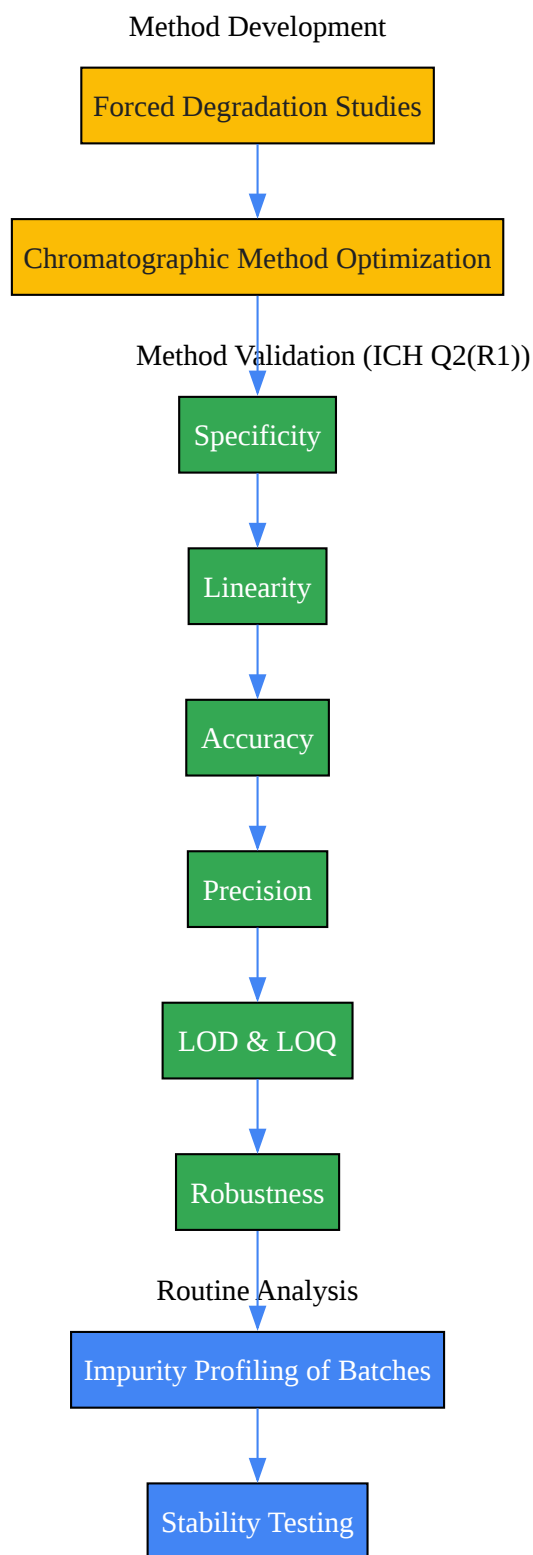 Method Development
Forced Degradation Studies
Chromatographic Method Optimization
Method Validation (ICH Q2(R1))
Specificity
Linearity
Accuracy
Precision
LOD & LOQ
Robustness
Routine Analysis
Impurity Profiling of Batches
Stability Testing